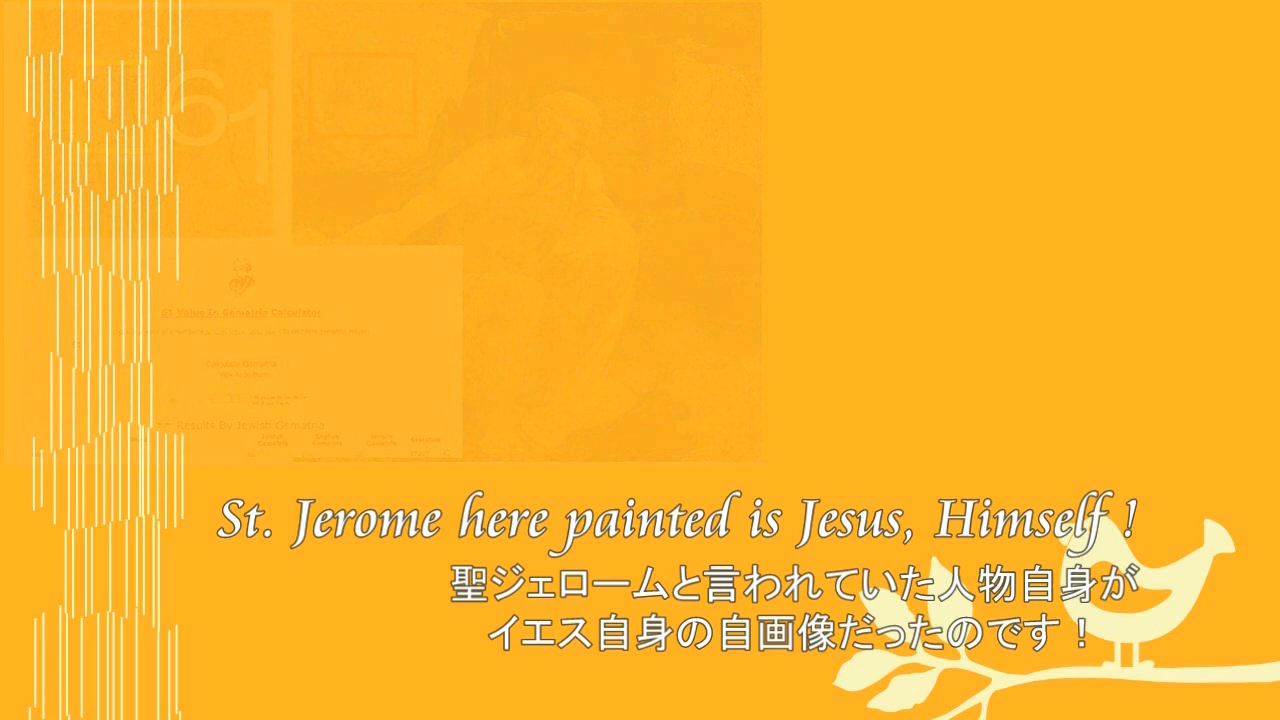 61
61 Value In Gematria Calculator
Calculate Gematria
Results By Jewish Gematria
St. Jerome here painted is Jesus, Himself !
聖ジェロームと言われていた人物自身が
イエス自身の自画像だったのです！